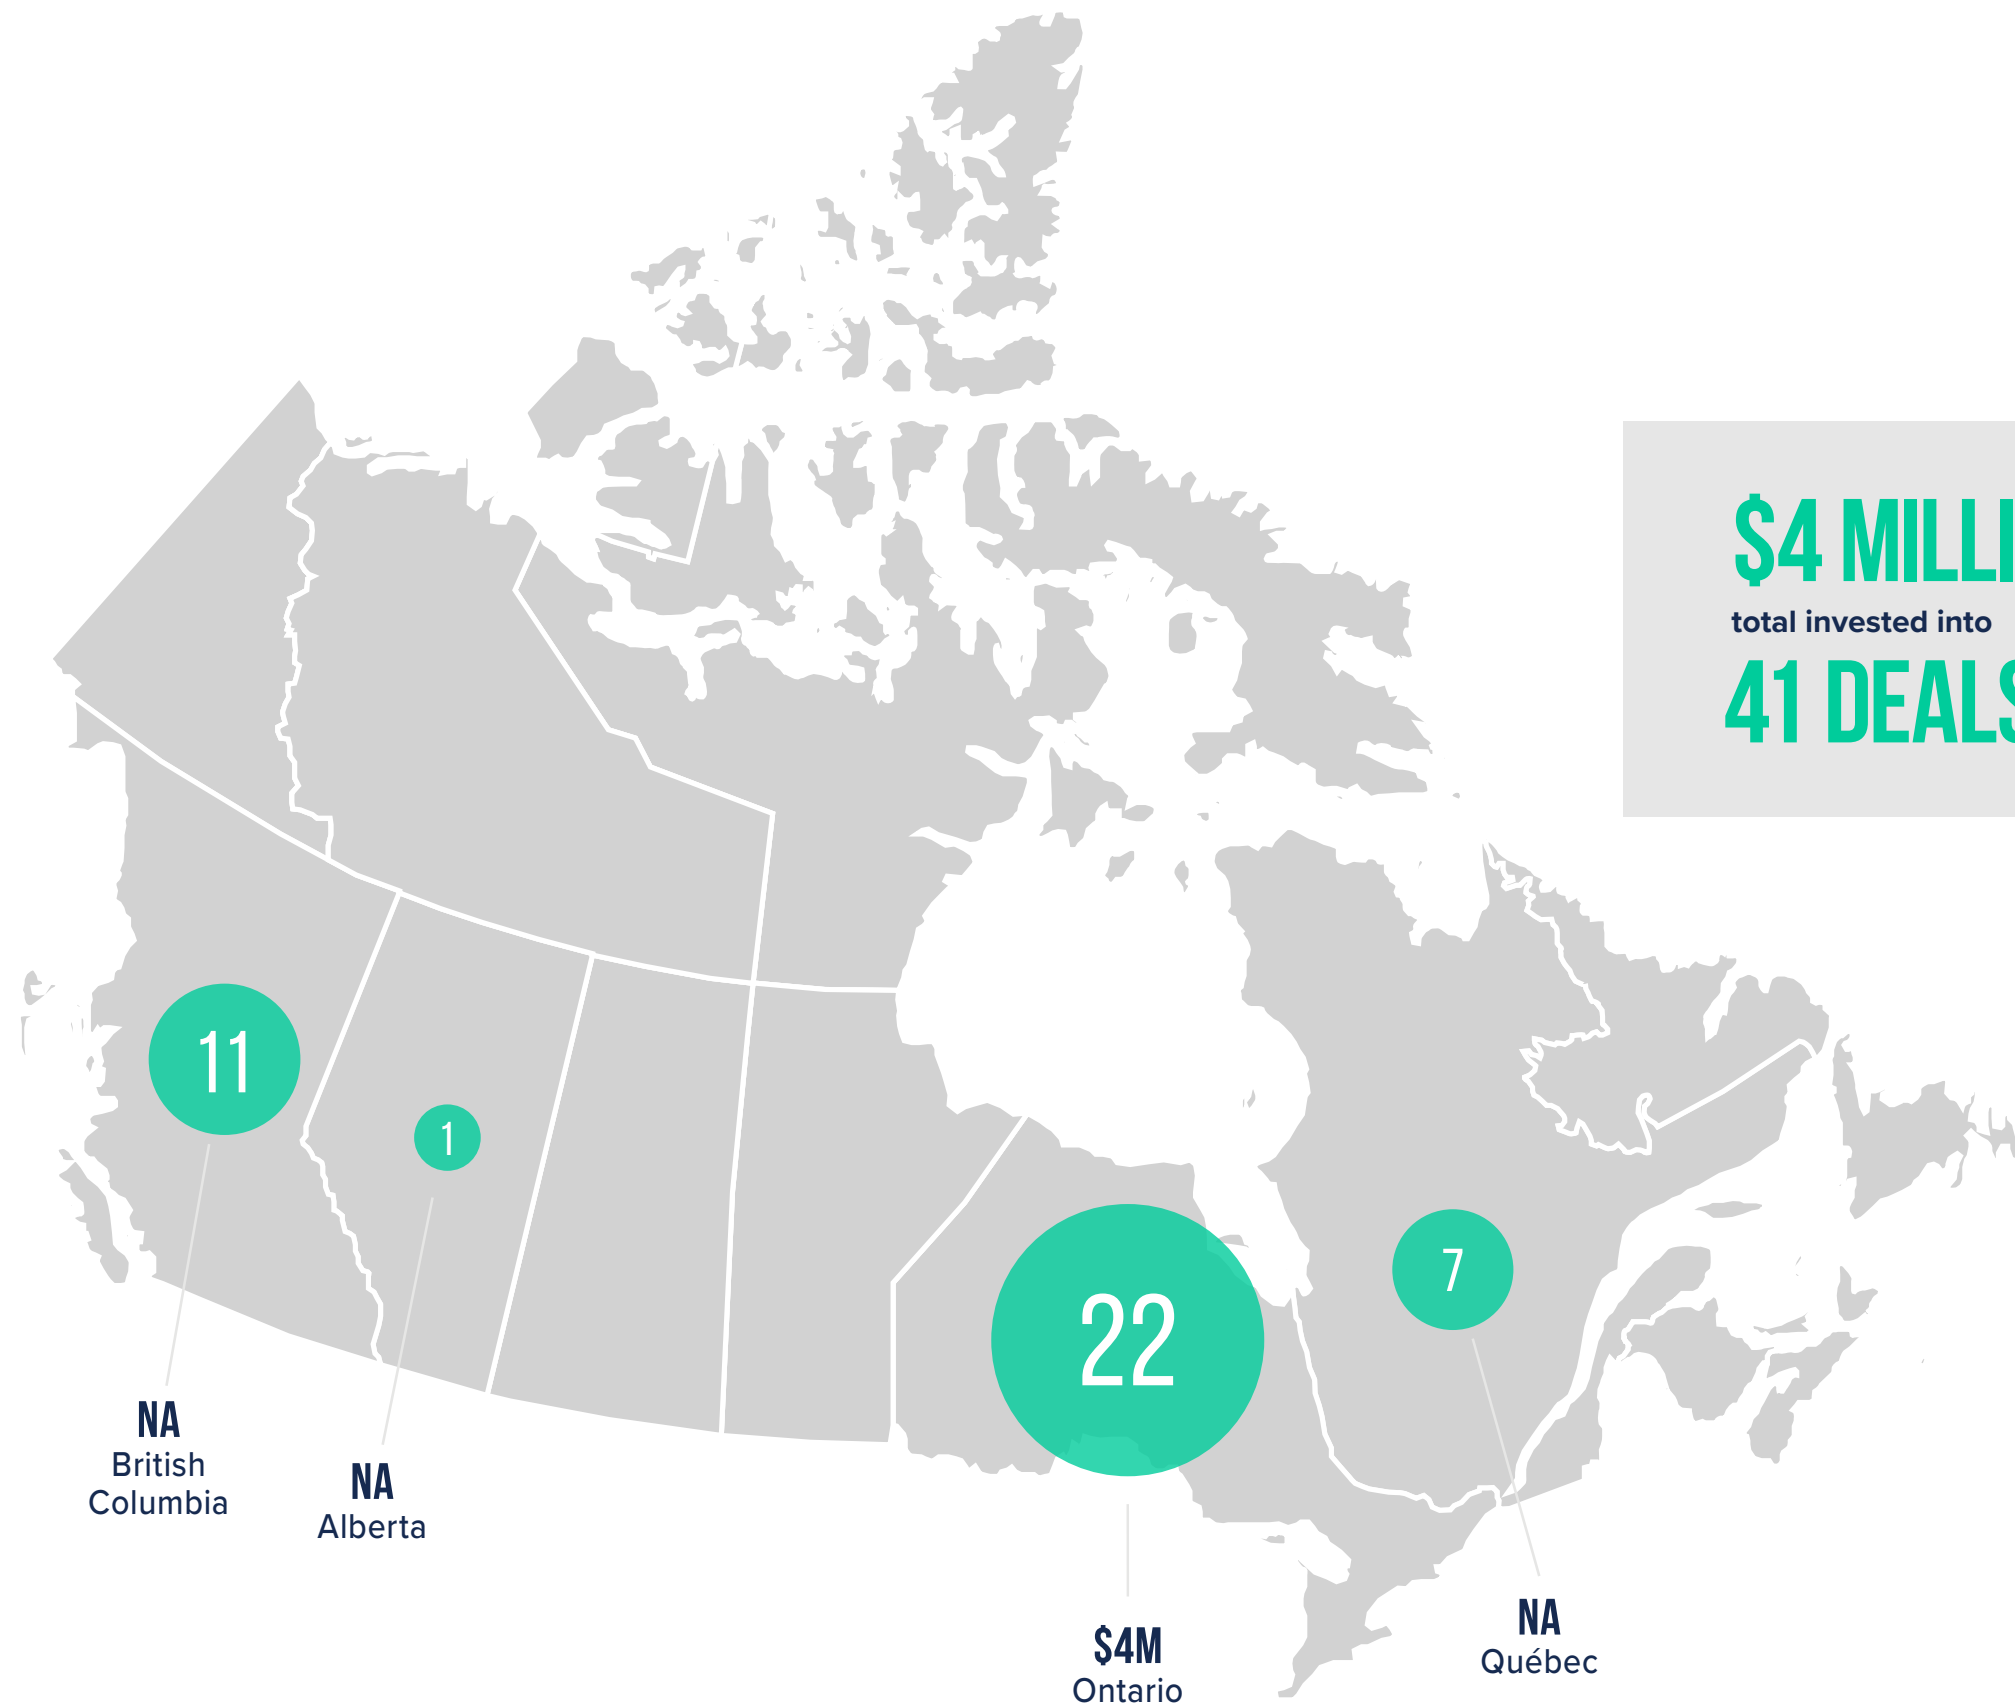 $4 MILLI
total invested into
41 DEALS
11
1
22
7
NA
British
Columbia
NA
Alberta
$4M
Ontario
NA
Québec